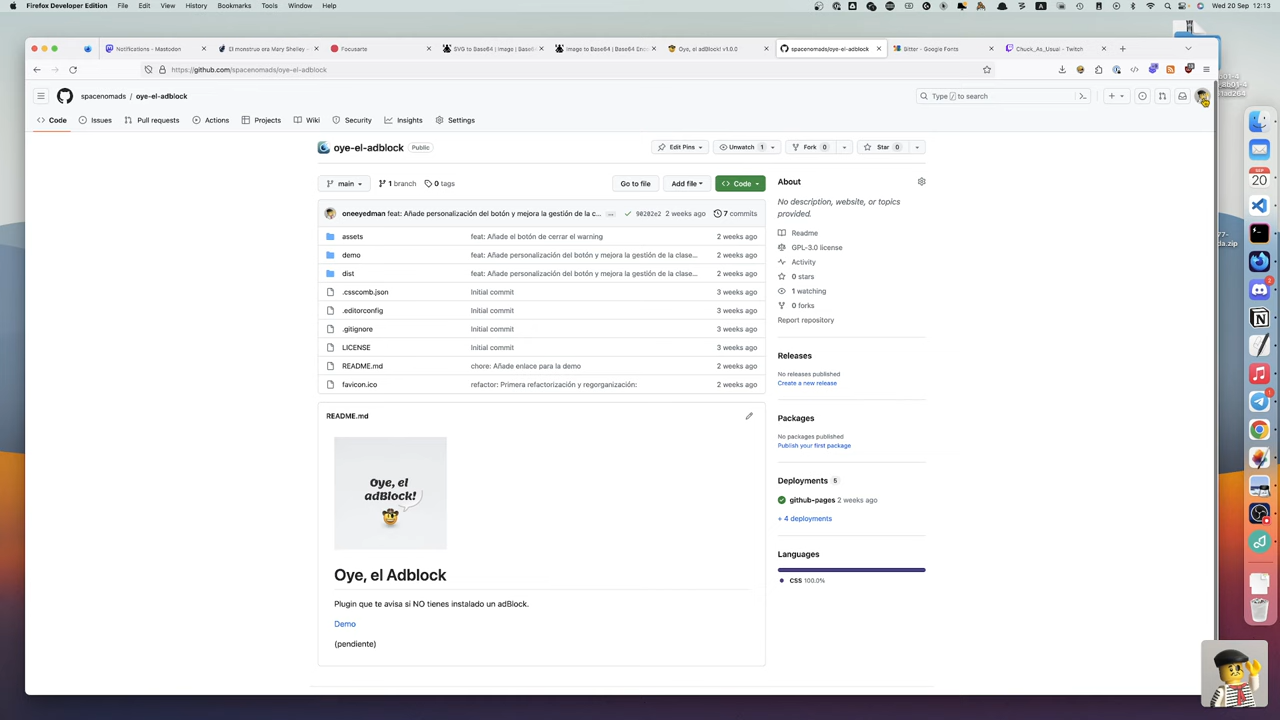 Firefox Developer Edition File Edit View History Bookmarks Tools Window Help
Wed 20 Sep 12:13
Notifications - Mastodon
El monstruo era Mary Shelley -
Focusarte
SVG to Base64 | Image | Base64
Image to Base64 | Base64 Enc
Oye, el adBlock! v1.0.0
spacenomads/oye-el-adblock
Gitter - Google Fonts
Chuck_As_Usual - Twitch
https://github.com/spacenomads/oye-el-adblock
spacenomads / oye-el-adblock
Type / to search
Code Issues Pull requests Actions Projects Wiki Security Insights Settings
oye-el-adblock Public
Edit Pins Unwatch 1 Fork 0 Star 0
main 1 branch 0 tags Go to file Add file Code
oneeyedman feat: Añade personalización del botón y mejora la gestión de la c... ... 90282e2 2 weeks ago 7 commits
assets feat: Añade el botón de cerrar el warning 2 weeks ago
demo feat: Añade personalización del botón y mejora la gestión de la clase... 2 weeks ago
dist feat: Añade personalización del botón y mejora la gestión de la clase... 2 weeks ago
.csscomb.json Initial commit 3 weeks ago
.editorconfig Initial commit 3 weeks ago
.gitignore Initial commit 3 weeks ago
LICENSE Initial commit 3 weeks ago
README.md chore: Añade enlace para la demo 2 weeks ago
favicon.ico refactor: Primera refactorización y regorganización: 2 weeks ago
README.md
Oye, el
adBlock!
Oye, el Adblock
Plugin que te avisa si NO tienes instalado un adBlock.
Demo
(pendiente)
About
No description, website, or topics
provided.
Readme
GPL-3.0 license
Activity
0 stars
1 watching
0 forks
Report repository
Releases
No releases published
Create a new release
Packages
No packages published
Publish your first package
Deployments 5
github-pages 2 weeks ago
+ 4 deployments
Languages
CSS 100.0%
SEP
20
2
1